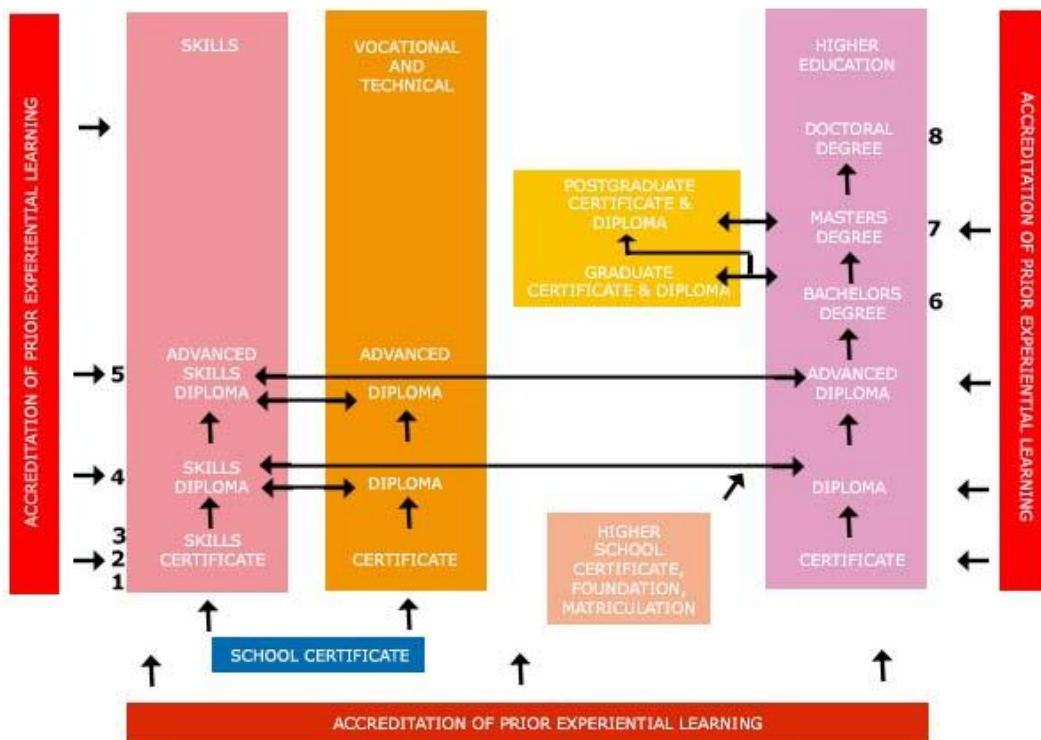 ACCREDITATION OF PRIOR EXPERIENTIAL LEARNING
SKILLS
ADVANCED
SKILLS
DIPLOMA
SKILLS
DIPLOMA
SKILLS
CERTIFICATE
5
4
3
2
1
VOCATIONAL
AND
TECHNICAL
ADVANCED
DIPLOMA
DIPLOMA
CERTIFICATE
SCHOOL CERTIFICATE
POSTGRADUATE
CERTIFICATE &
DIPLOMA
GRADUATE
CERTIFICATE & DIPLOMA
HIGHER
SCHOOL
CERTIFICATE,
FOUNDATION,
MATRICULATION
HIGHER
EDUCATION
DOCTORAL
DEGREE
MASTERS
DEGREE
BACHELORS
DEGREE
ADVANCED
DIPLOMA
DIPLOMA
CERTIFICATE
8
7
6
ACCREDITATION OF PRIOR EXPERIENTIAL LEARNING
ACCREDITATION OF PRIOR EXPERIENTIAL LEARNING